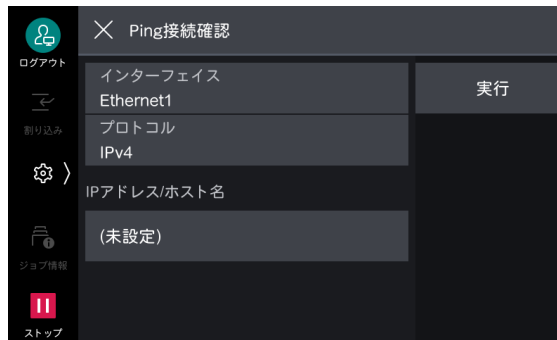 Ping接続確認
ログアウト
インターフェイス
Ethernet1
実行
割り込み
プロトコル
IPv4
IPアドレス/ホスト名
(未設定)
ジョブ情報
ストップ